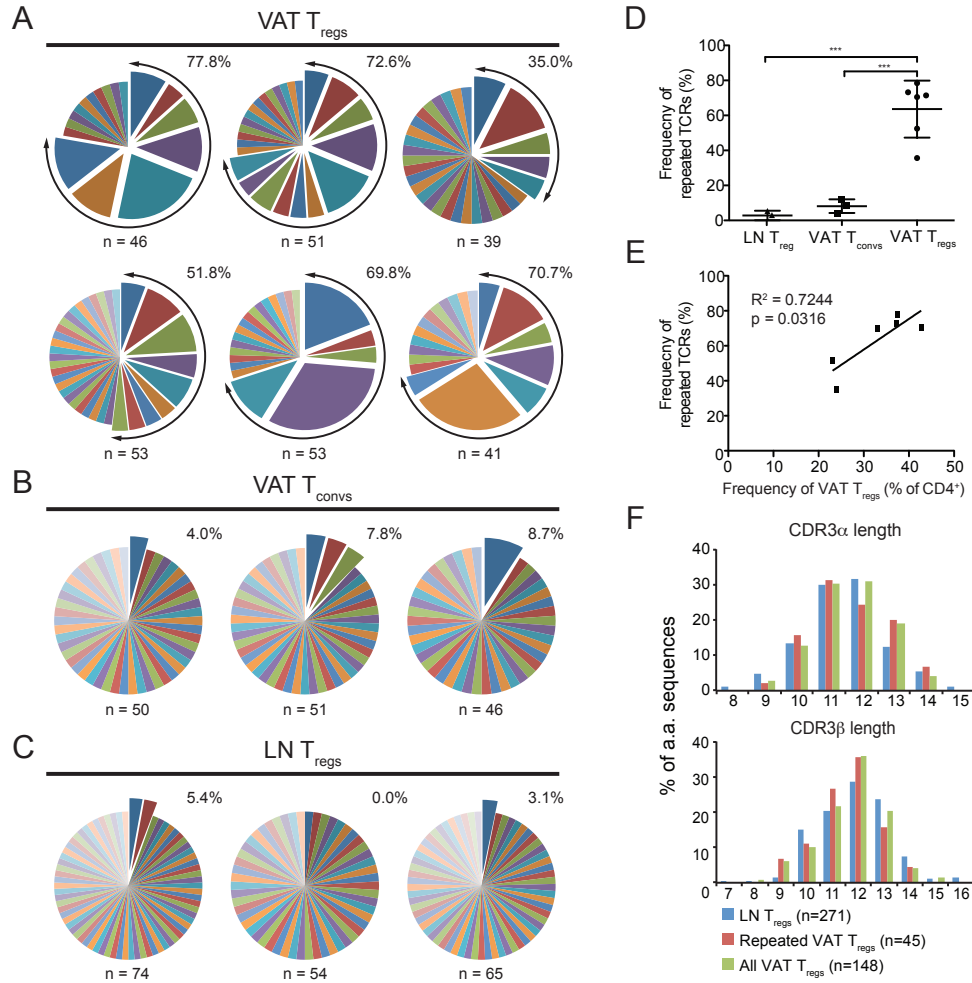 A
VAT Tregs
77.8%
72.6%
35.0%
n = 46
n = 51
n = 39
51.8%
69.8%
70.7%
n = 53
n = 53
n = 41
B
VAT Tconvs
4.0%
7.8%
8.7%
n = 50
n = 51
n = 46
C
LN Tregs
5.4%
0.0%
3.1%
n = 74
n = 54
n = 65
D
Frequecny of
repeated TCRs (%)
100
80
60
40
20
0
***
***
LN Treg
VAT Tconvs
VAT Tregs
E
Frequecny of
repeated TCRs (%)
100
80
60
40
20
0
R² = 0.7244
p = 0.0316
0 10 20 30 40 50
Frequency of VAT Tregs (% of CD4⁺)
F
% of a.a. sequences
CDR3α length
40
30
20
10
0
8 9 10 11 12 13 14 15
CDR3β length
40
30
20
10
0
7 8 9 10 11 12 13 14 15 16
LN Tregs (n=271)
Repeated VAT Tregs (n=45)
All VAT Tregs (n=148)